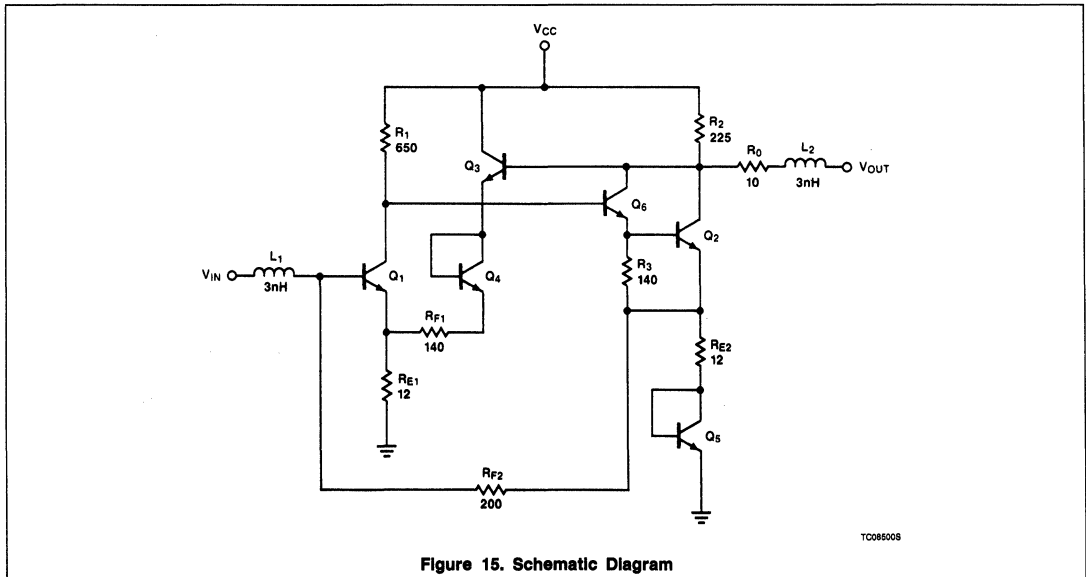 VCC
R1
650
R2
225
R0
10
L2
3nH
VOUT
Q3
Q6
Q2
VIN
L1
3nH
Q1
Q4
R3
140
RF1
140
RE1
12
RE2
12
Q5
RF2
200
TC08500S
Figure 15. Schematic Diagram